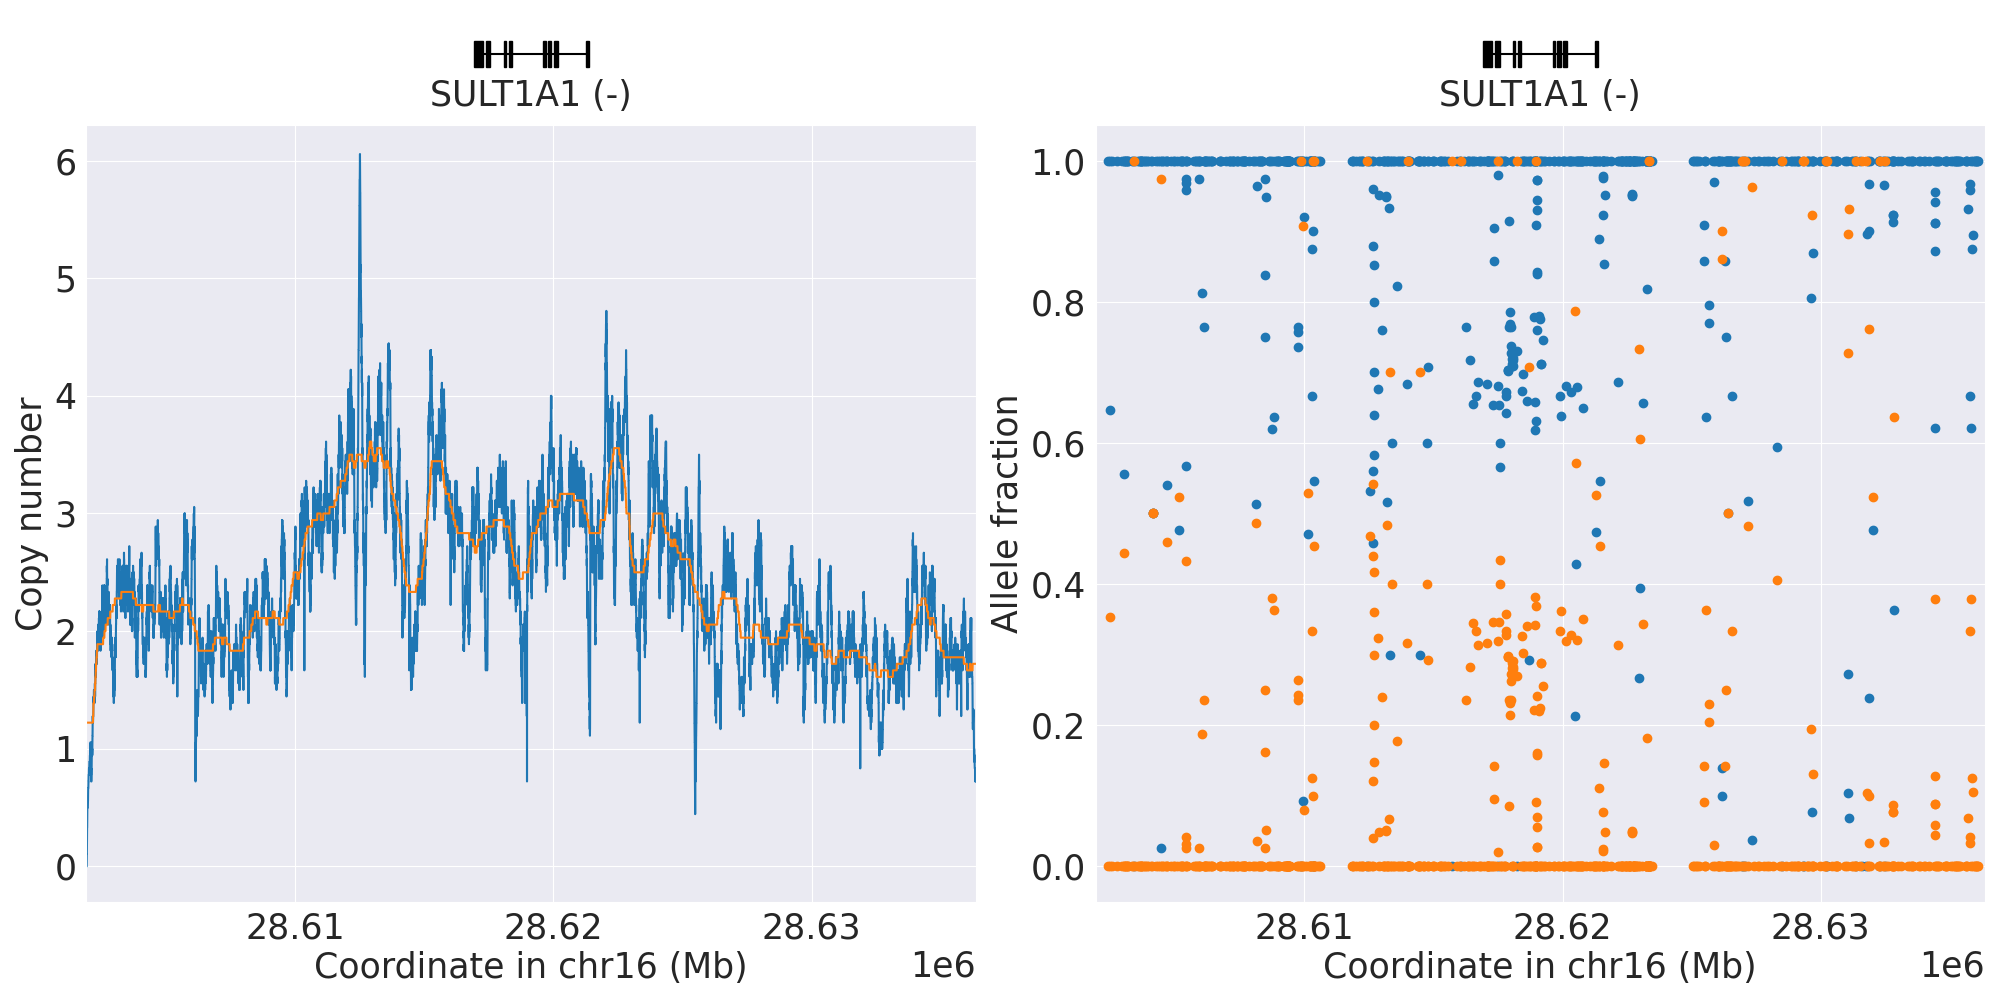 SULT1A1 (-)
Copy number
6
5
4
3
2
1
0
28.61
28.62
28.63
Coordinate in chr16 (Mb)
1e6
SULT1A1 (-)
Allele fraction
1.0
0.8
0.6
0.4
0.2
0.0
28.61
28.62
28.63
Coordinate in chr16 (Mb)
1e6